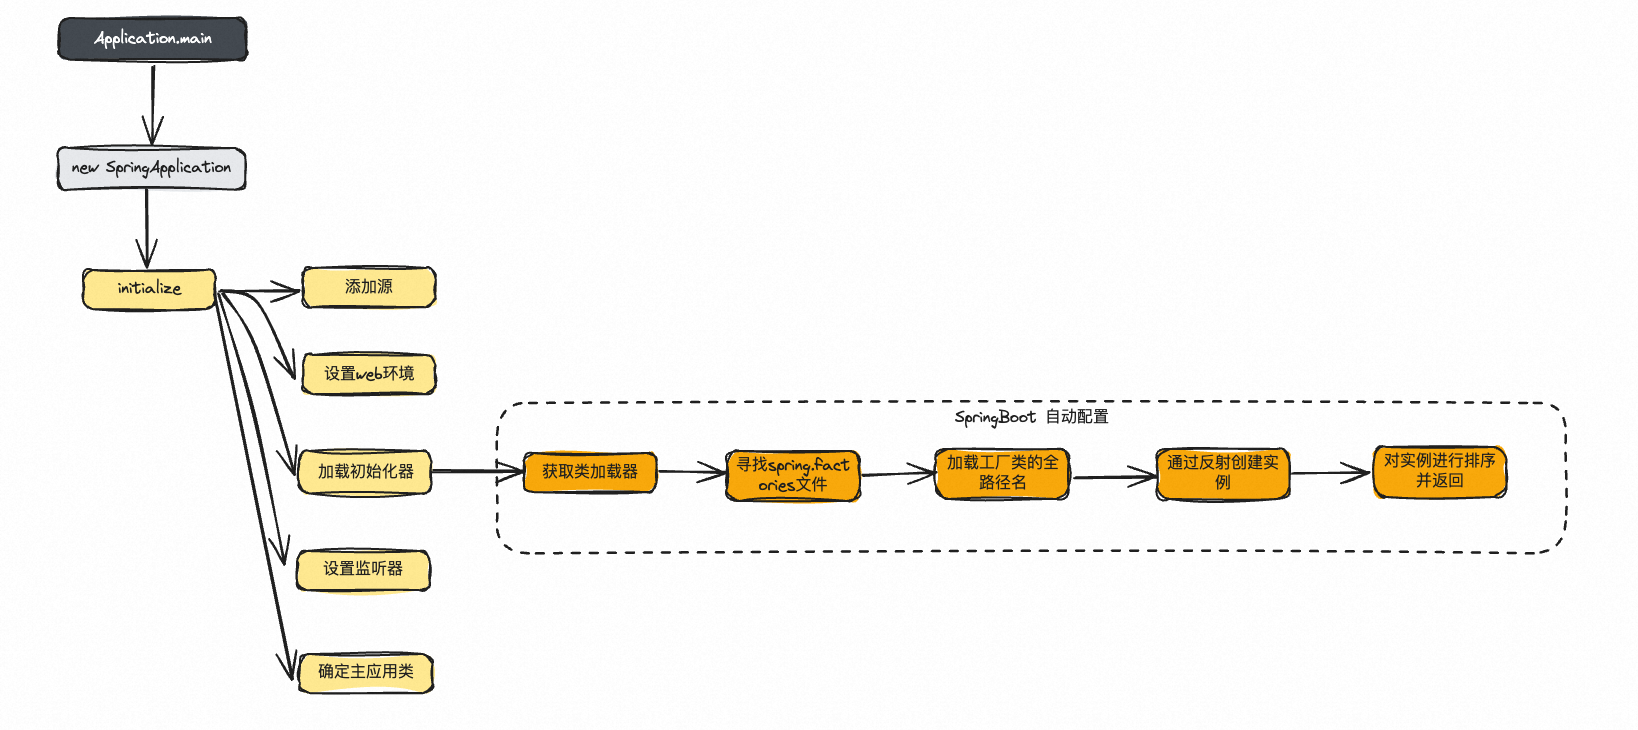 Application.main
new SpringApplication
initialize
添加源
设置web环境
SpringBoot 自动配置
加载初始化器
获取类加载器
寻找spring.fact
ories文件
加载工厂类的全
路径名
通过反射创建实
例
对实例进行排序
并返回
设置监听器
确定主应用类